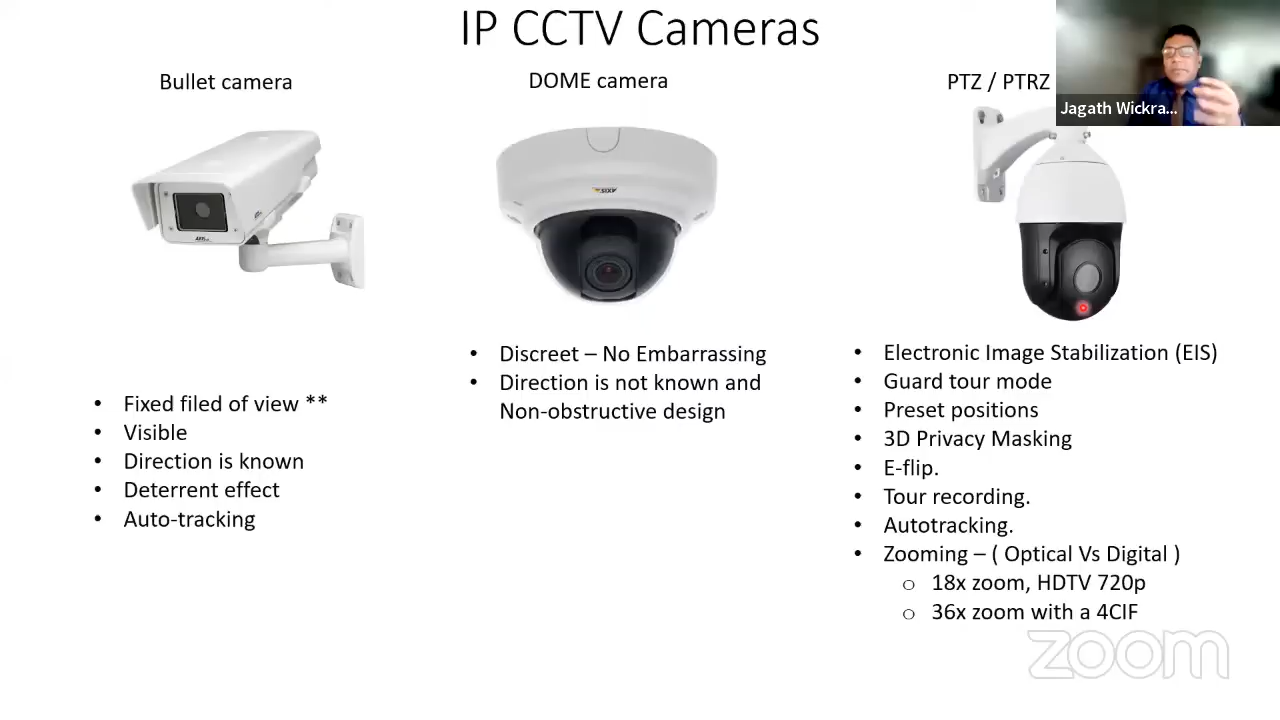 IP CCTV Cameras
Bullet camera
DOME camera
PTZ / PTRZ
Jagath Wickra...
AXIS
• Fixed filed of view **
• Visible
• Direction is known
• Deterrent effect
• Auto-tracking
• Discreet – No Embarrassing
• Direction is not known and
Non-obstructive design
• Electronic Image Stabilization (EIS)
• Guard tour mode
• Preset positions
• 3D Privacy Masking
• E-flip.
• Tour recording.
• Autotracking.
• Zooming – ( Optical Vs Digital )
o 18x zoom, HDTV 720p
o 36x zoom with a 4CIF
zoom